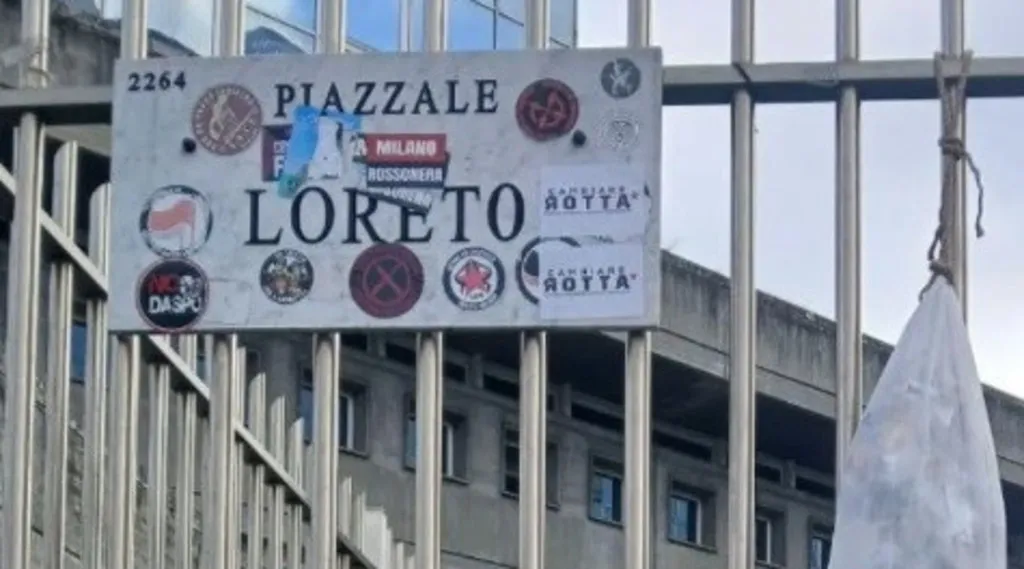 2264
PIAZZALE
MILANO
ROSSONERA
LORETO
CAMBIARE
ROTTA
NO
DASPO
CAMBIARE
ROTTA